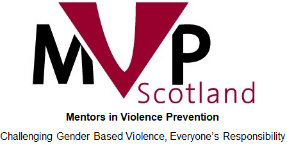 MVP
Scotland
Mentors in Violence Prevention
Challenging Gender Based Violence, Everyone's Responsibility